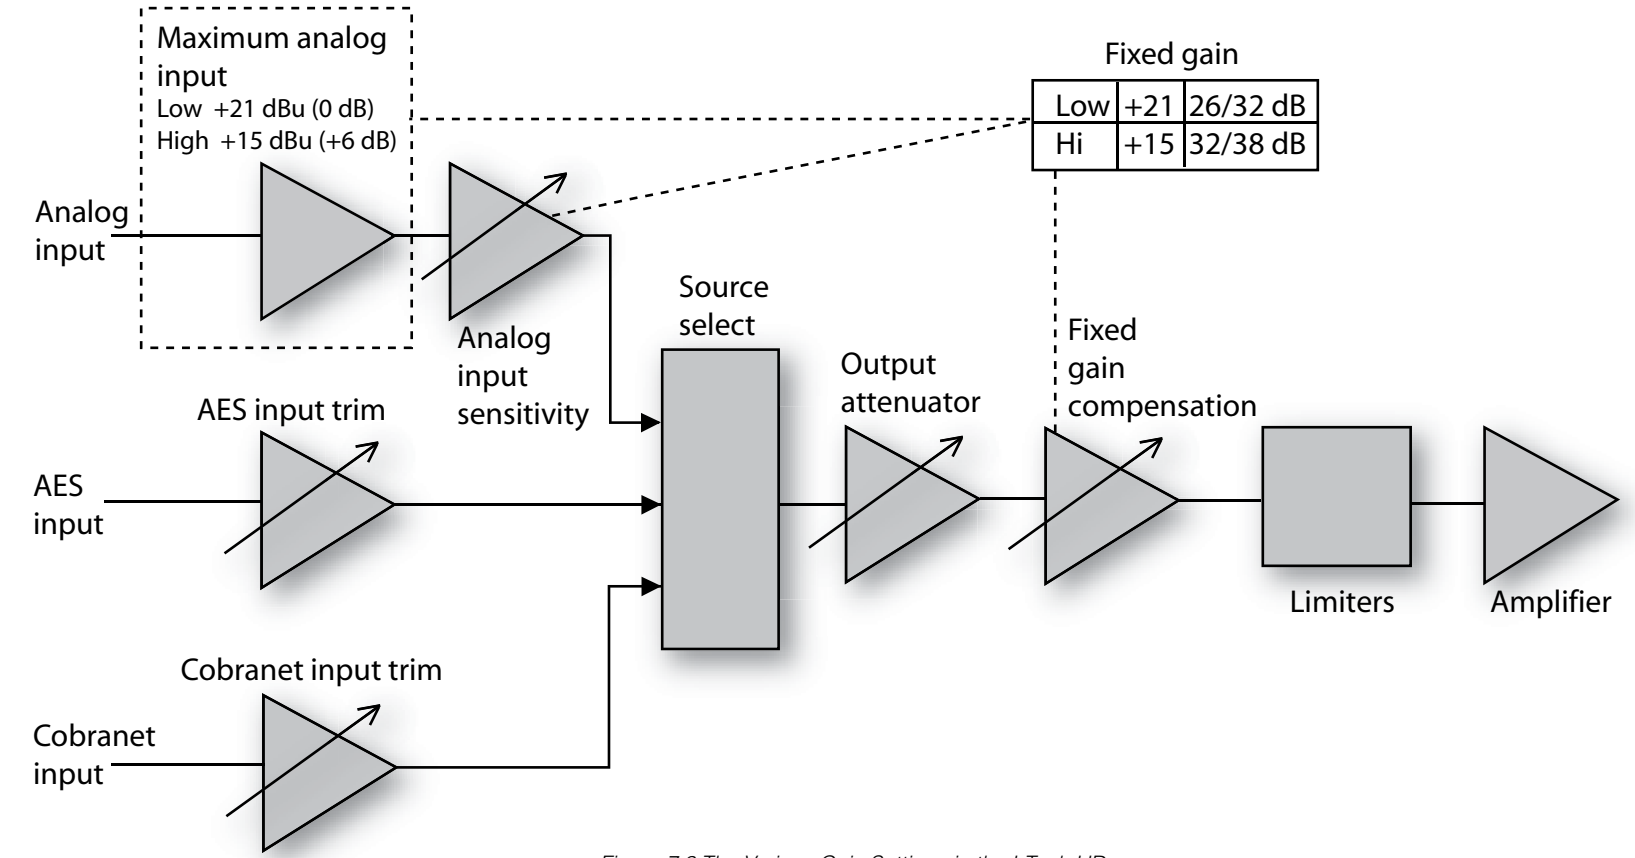 Maximum analog
input
Low +21 dBu (0 dB)
High +15 dBu (+6 dB)
Fixed gain
Low +21 26/32 dB
Hi +15 32/38 dB
Analog
input
Analog
input
sensitivity
Source
select
Output
attenuator
Fixed
gain
compensation
AES input trim
AES
input
Limiters
Amplifier
Cobranet input trim
Cobranet
input